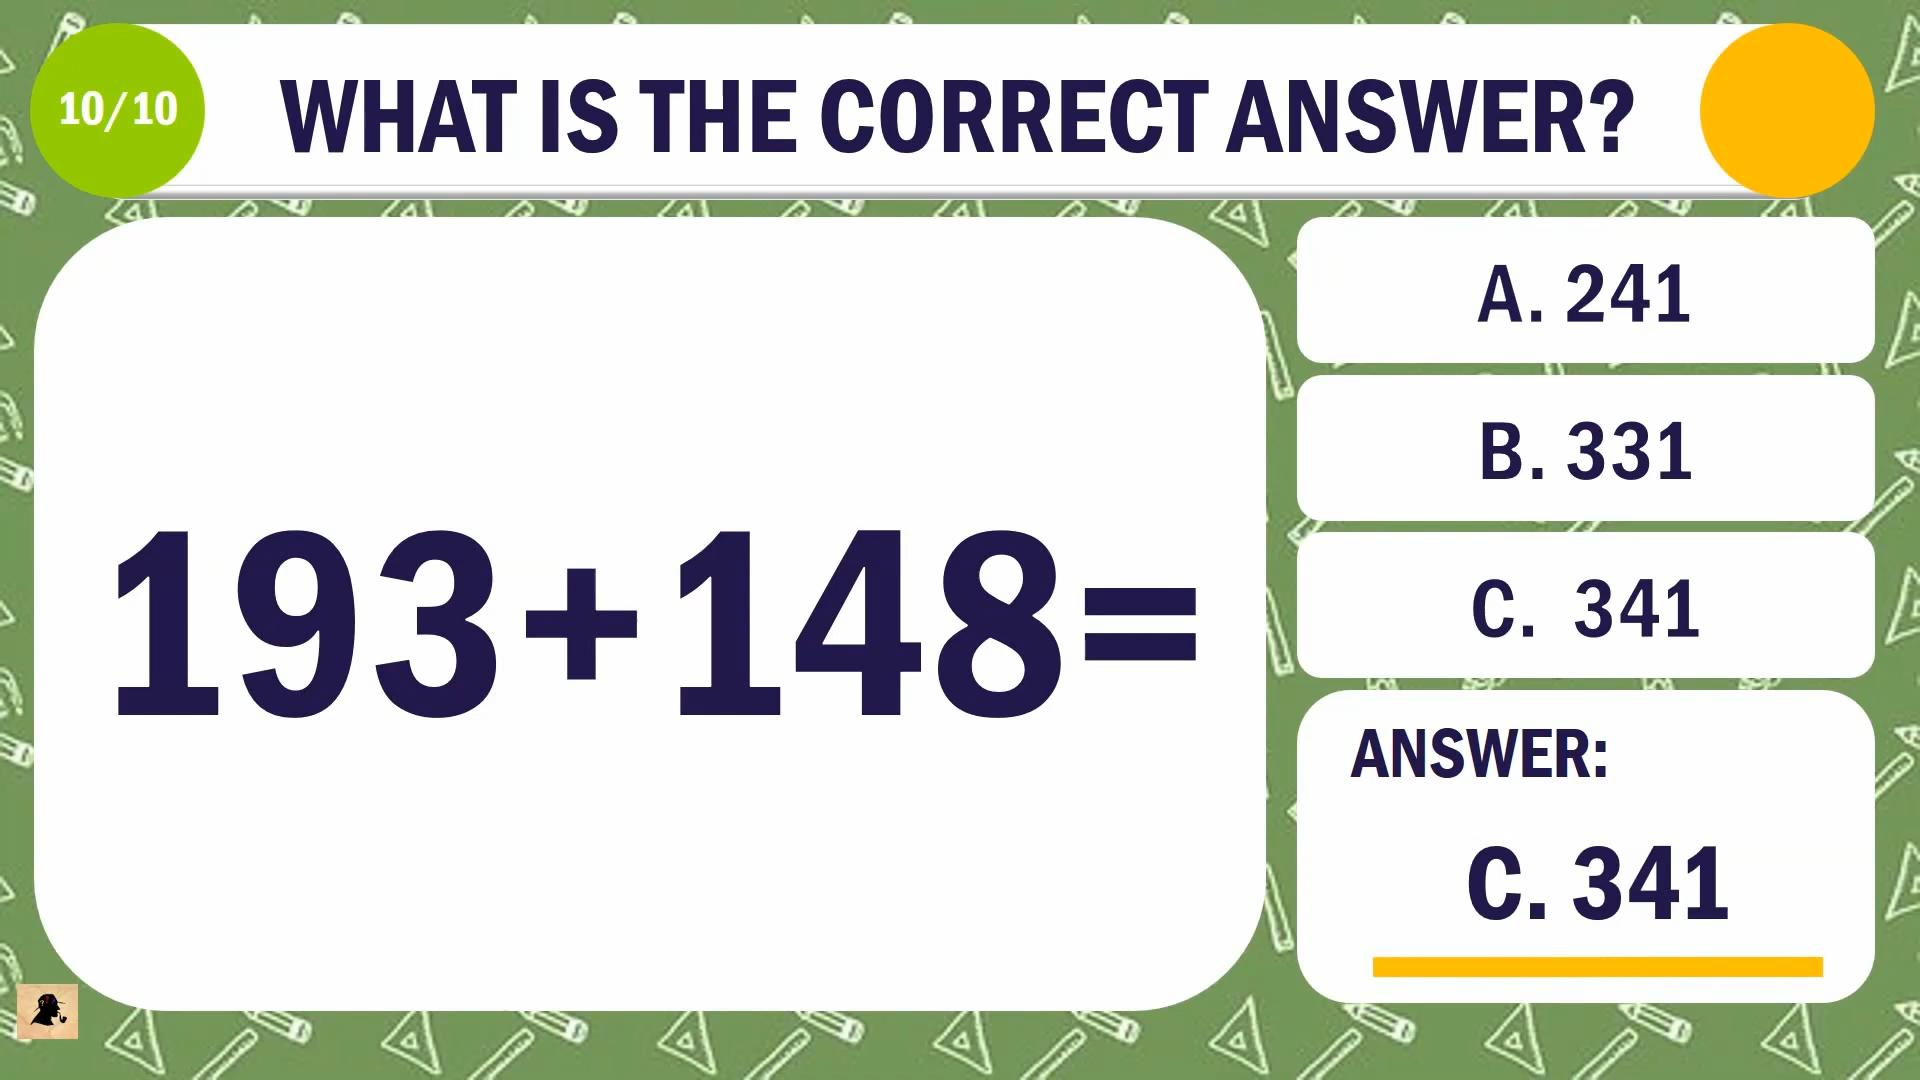 10/10
WHAT IS THE CORRECT ANSWER?
193+148=
A. 241
B. 331
C. 341
ANSWER:
C. 341